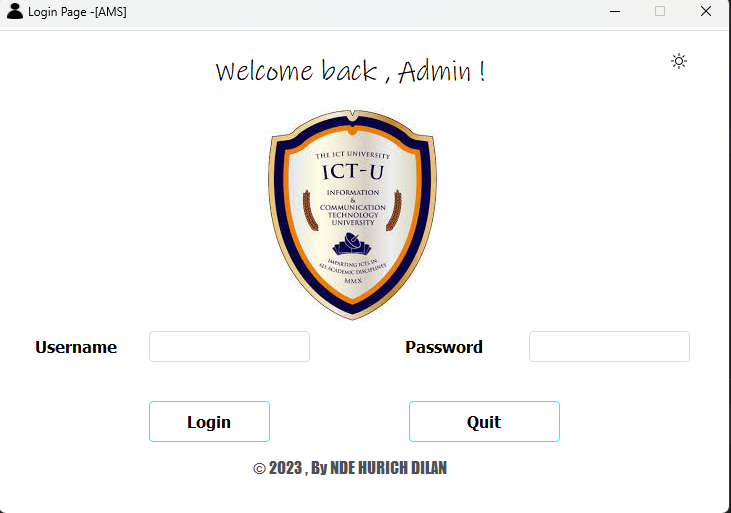 Login Page -[AMS]
Welcome back , Admin !
THE ICT UNIVERSITY
ICT-U
INFORMATION
&
COMMUNICATION
TECHNOLOGY
UNIVERSITY
IMPARTING ICTS IN
ALL ACADEMIC DISCIPLINES
MMX
Username
Password
Login
Quit
© 2023 , By NDE HURICH DILAN